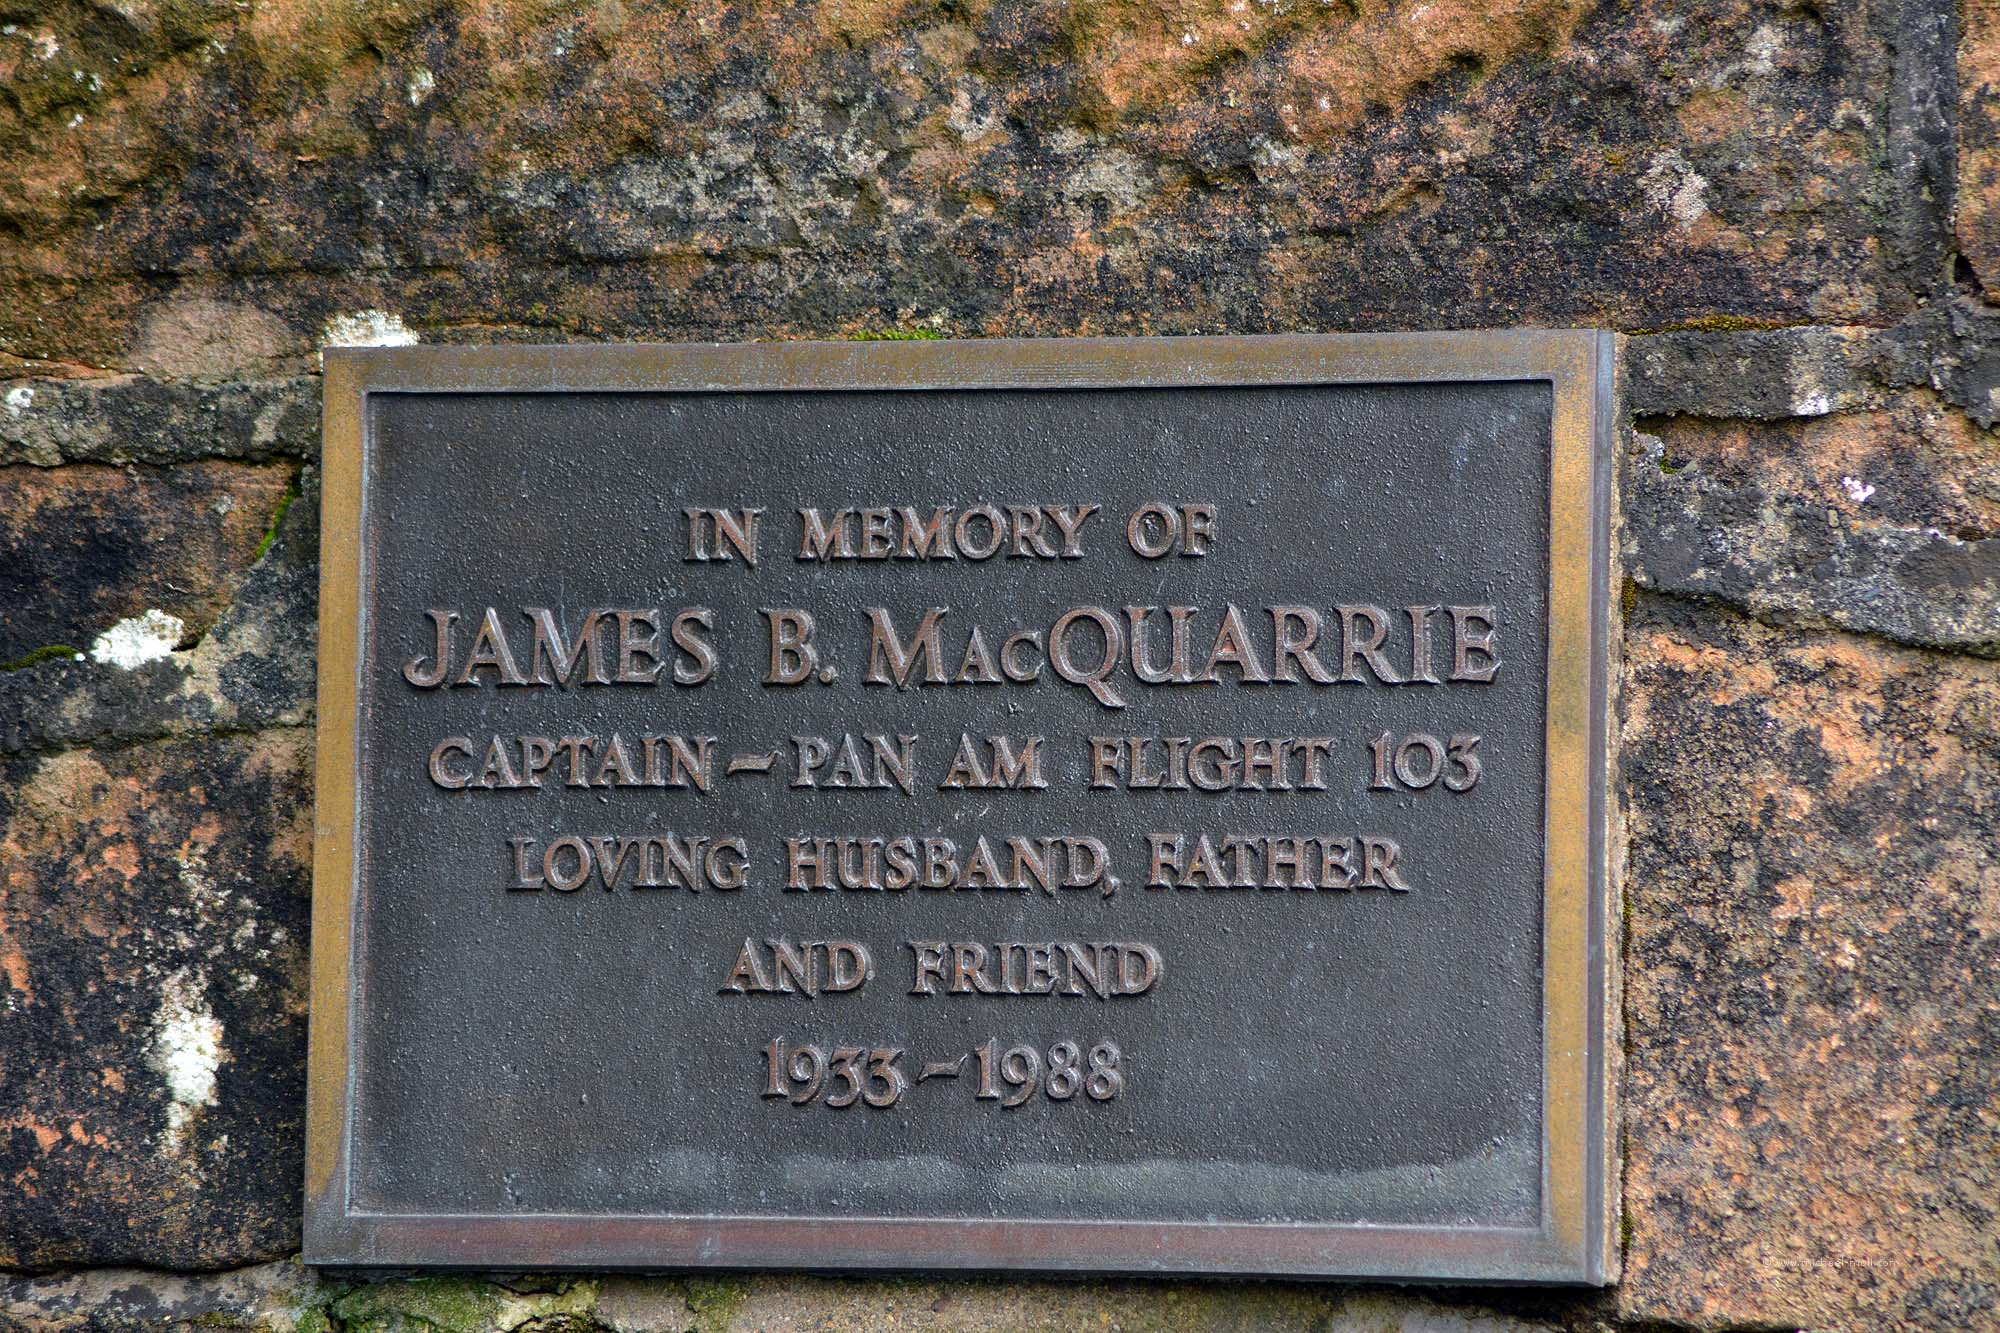 IN MEMORY OF
JAMES B. MACQUARRIE
CAPTAIN – PAN AM FLIGHT 103
LOVING HUSBAND, FATHER
AND FRIEND
1933 – 1988